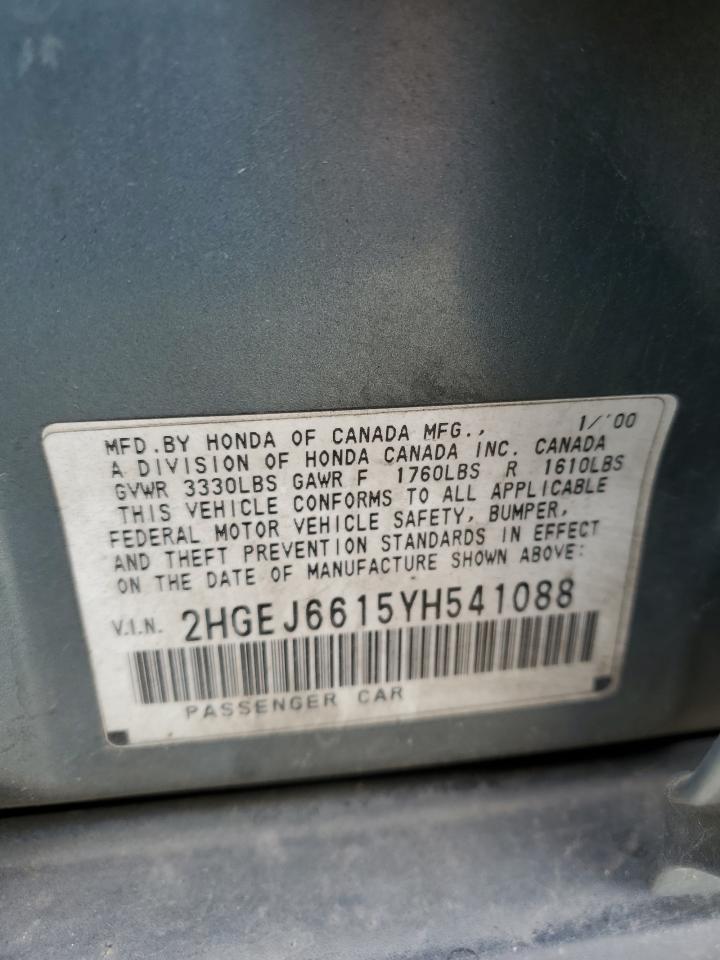 MFD.BY HONDA OF CANADA MFG., 1/'00
A DIVISION OF HONDA CANADA INC. CANADA
GVWR 3330LBS GAWR F 1760LBS R 1610LBS
THIS VEHICLE CONFORMS TO ALL APPLICABLE
FEDERAL MOTOR VEHICLE SAFETY, BUMPER,
AND THEFT PREVENTION STANDARDS IN EFFECT
ON THE DATE OF MANUFACTURE SHOWN ABOVE:
V.I.N. 2HGEJ6615YH541088
PASSENGER CAR